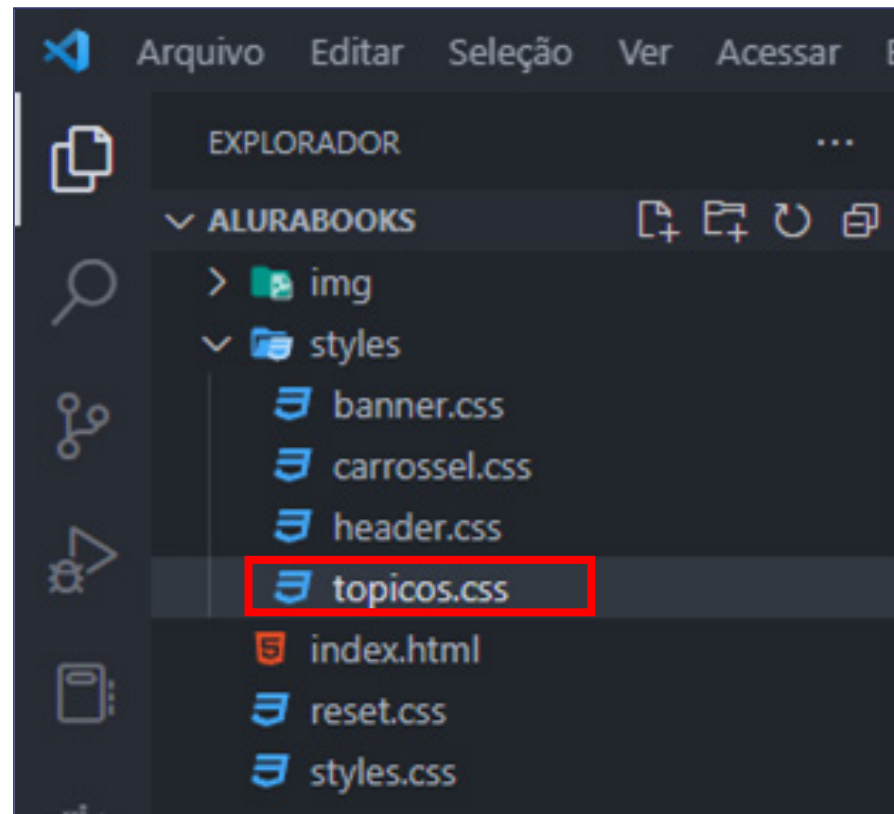 Arquivo Editar Seleção Ver Acessar
EXPLORADOR ...
ALURABOOKS
img
styles
banner.css
carrossel.css
header.css
topicos.css
index.html
reset.css
styles.css